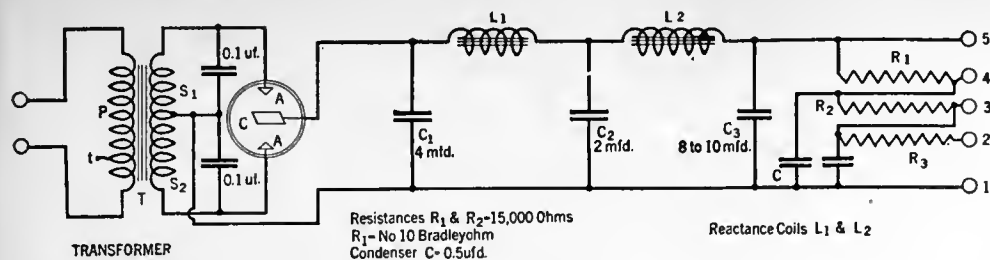 L1
L2
5
0.1 uf.
R1
4
S1
A
P
C
R2
3
C1
4 mfd.
C2
2 mfd.
C3
8 to 10 mfd.
A
2
t
0.1 uf.
C
R3
S2
T
1
Resistances R1 & R2-15,000 Ohms
R1- No 10 Bradleyohm
Condenser C- 0.5ufd.
Reactance Coils L1 & L2
TRANSFORMER